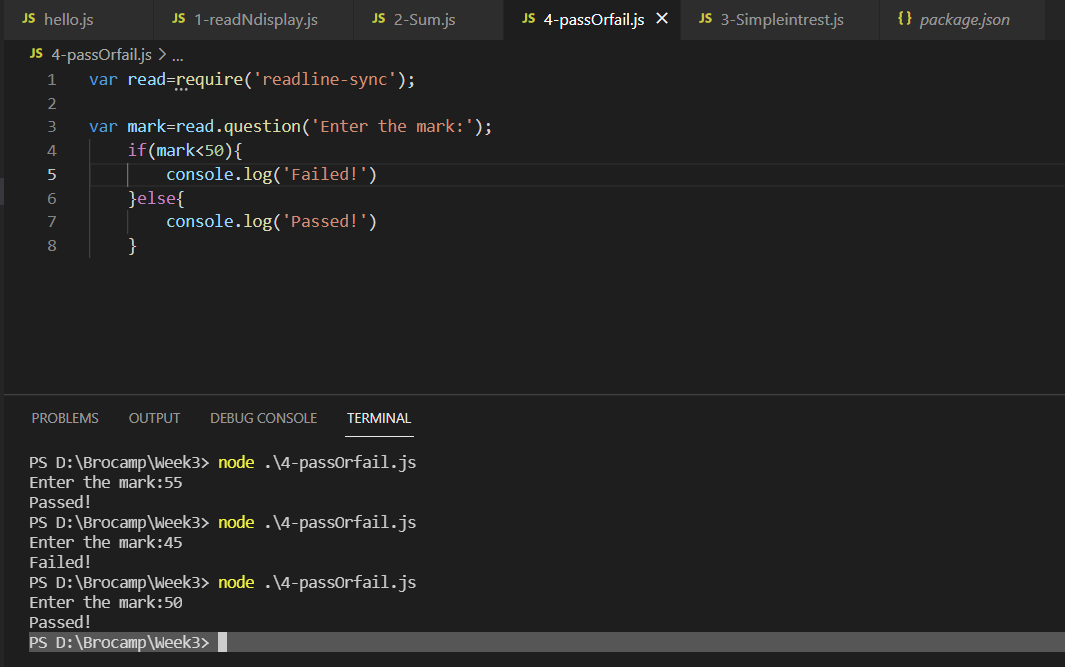 JS hello.js JS 1-readNdisplay.js JS 2-Sum.js JS 4-passOrfail.js × JS 3-Simpleintrest.js {} package.json
JS 4-passOrfail.js > ...
1 var read=require('readline-sync');
2
3 var mark=read.question('Enter the mark:');
4 if(mark<50){
5 console.log('Failed!')
6 }else{
7 console.log('Passed!')
8 }
PROBLEMS OUTPUT DEBUG CONSOLE TERMINAL
PS D:\Brocamp\Week3> node .\4-passOrfail.js
Enter the mark:55
Passed!
PS D:\Brocamp\Week3> node .\4-passOrfail.js
Enter the mark:45
Failed!
PS D:\Brocamp\Week3> node .\4-passOrfail.js
Enter the mark:50
Passed!
PS D:\Brocamp\Week3>